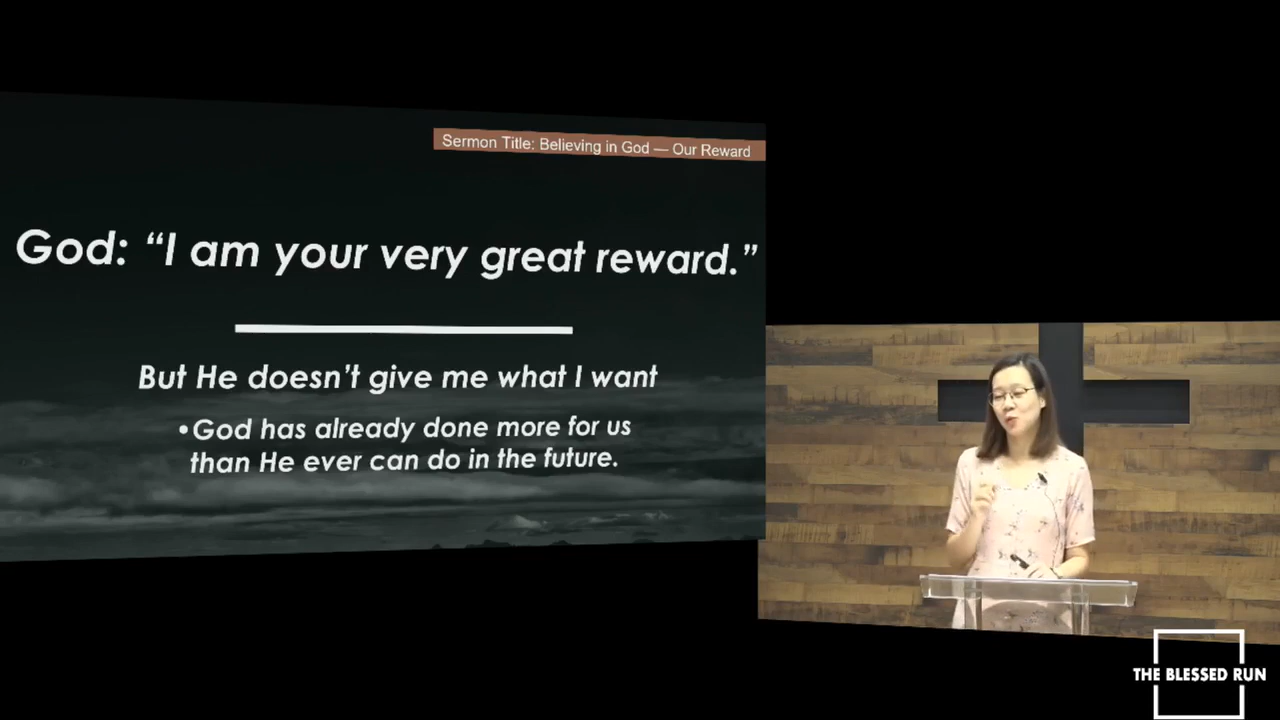 Sermon Title: Believing in God — Our Reward
God: “I am your very great reward.”
But He doesn’t give me what I want
•God has already done more for us
than He ever can do in the future.
THE BLESSED RUN